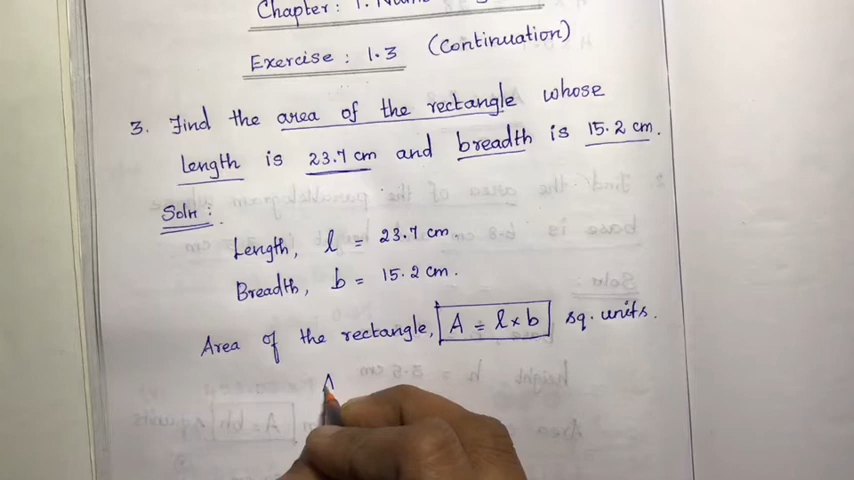 Chapter: 1.
Exercise : 1.3 (Continuation)
3. Find the area of the rectangle whose
length is 23.7 cm and breadth is 15.2 cm.
Soln :
Length, l = 23.7 cm.
Breadth, b = 15.2 cm.
Area of the rectangle, A = l×b sq. units.
A